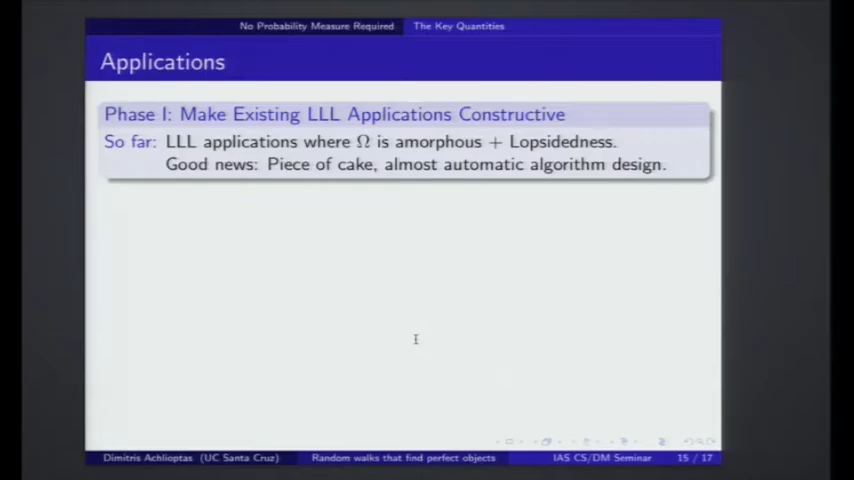 No Probability Measure Required The Key Quantities
Applications
Phase I: Make Existing LLL Applications Constructive
So far: LLL applications where Ω is amorphous + Lopsidedness.
Good news: Piece of cake, almost automatic algorithm design.
Dimitris Achlioptas (UC Santa Cruz) Random walks that find perfect objects IAS CS/DM Seminar 15 / 17